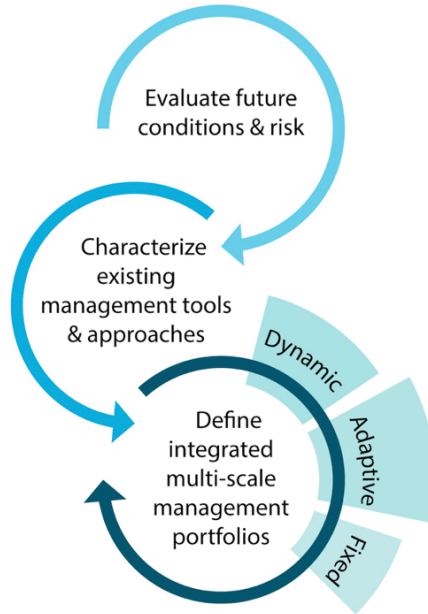 Evaluate future
conditions & risk
Characterize
existing
management tools
& approaches
Dynamic
Adaptive
Fixed
Define
integrated
multi-scale
management
portfolios